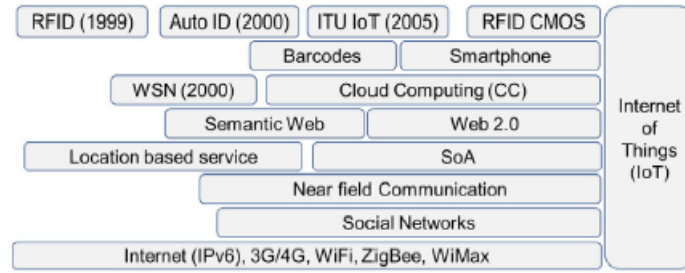 RFID (1999) Auto ID (2000) ITU IoT (2005) RFID CMOS
Barcodes Smartphone
WSN (2000) Cloud Computing (CC)
Semantic Web Web 2.0
Location based service SoA
Near field Communication
Social Networks
Internet (IPv6), 3G/4G, WiFi, ZigBee, WiMax
Internet
of
Things
(IoT)